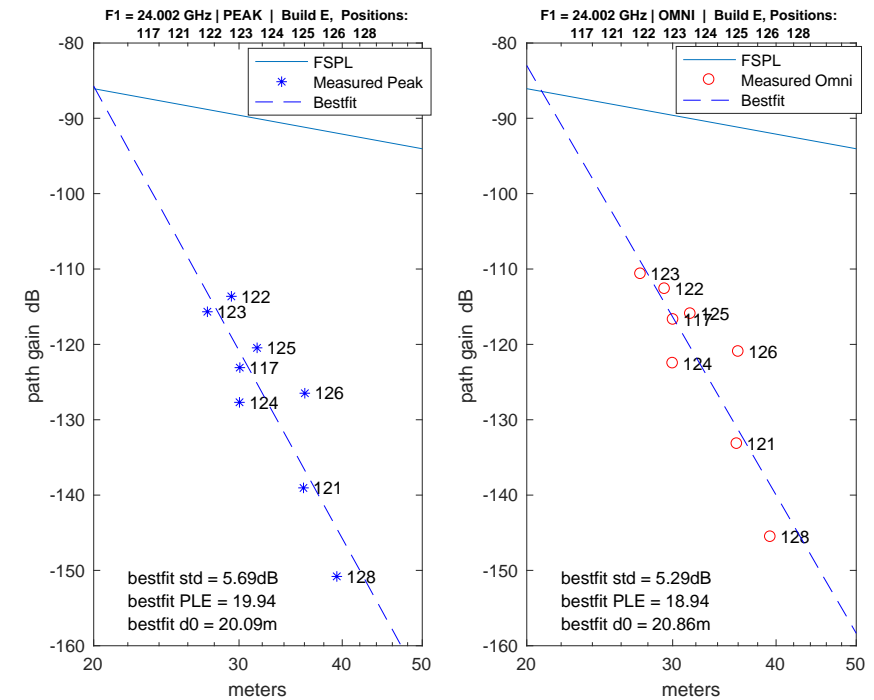 F1 = 24.002 GHz | PEAK | Build E, Positions:
117 121 122 123 124 125 126 128
-80
-90
-100
-110
-120
-130
-140
-150
-160
path gain dB
20
30
40
50
meters
FSPL
Measured Peak
Bestfit
122
123
125
117
126
124
121
128
bestfit std = 5.69dB
bestfit PLE = 19.94
bestfit d0 = 20.09m
F1 = 24.002 GHz | OMNI | Build E, Positions:
117 121 122 123 124 125 126 128
-80
-90
-100
-110
-120
-130
-140
-150
-160
path gain dB
20
30
40
50
meters
FSPL
Measured Omni
Bestfit
123
122
125
117
126
124
121
128
bestfit std = 5.29dB
bestfit PLE = 18.94
bestfit d0 = 20.86m